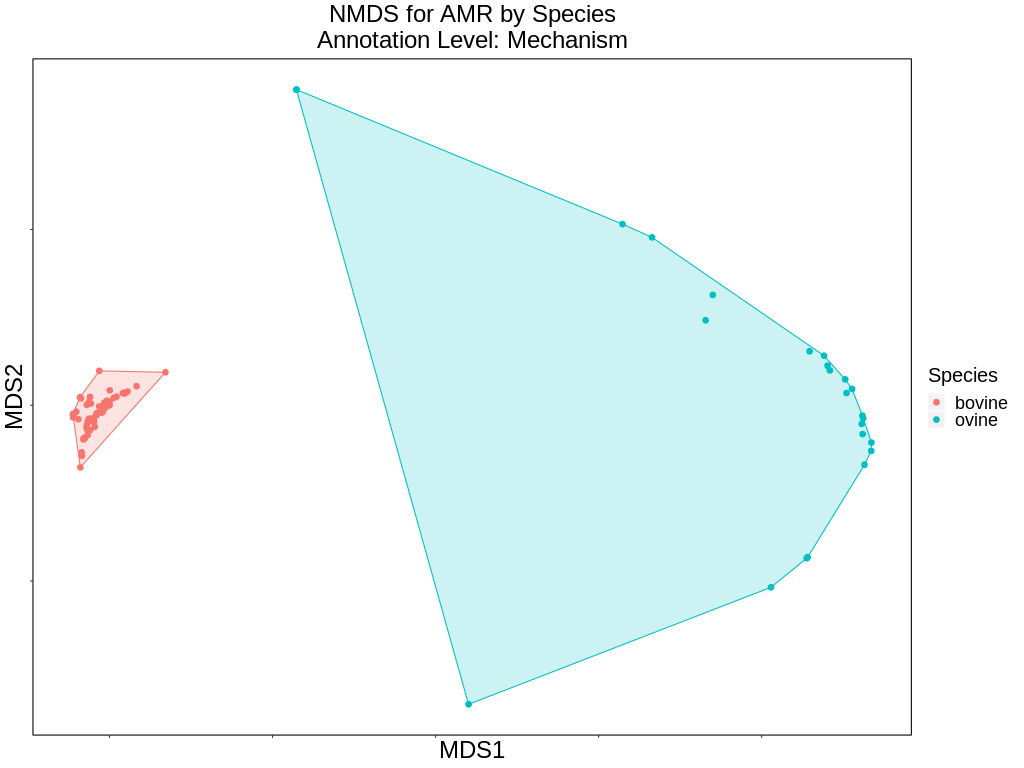 NMDS for AMR by Species
Annotation Level: Mechanism
MDS2
Species
bovine
ovine
MDS1